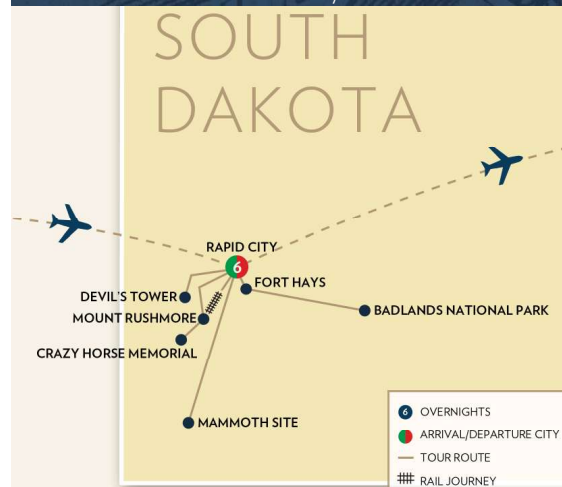 SOUTH
DAKOTA
RAPID CITY
6
FORT HAYS
DEVIL'S TOWER
MOUNT RUSHMORE
BADLANDS NATIONAL PARK
CRAZY HORSE MEMORIAL
MAMMOTH SITE
6 OVERNIGHTS
ARRIVAL/DEPARTURE CITY
TOUR ROUTE
RAIL JOURNEY